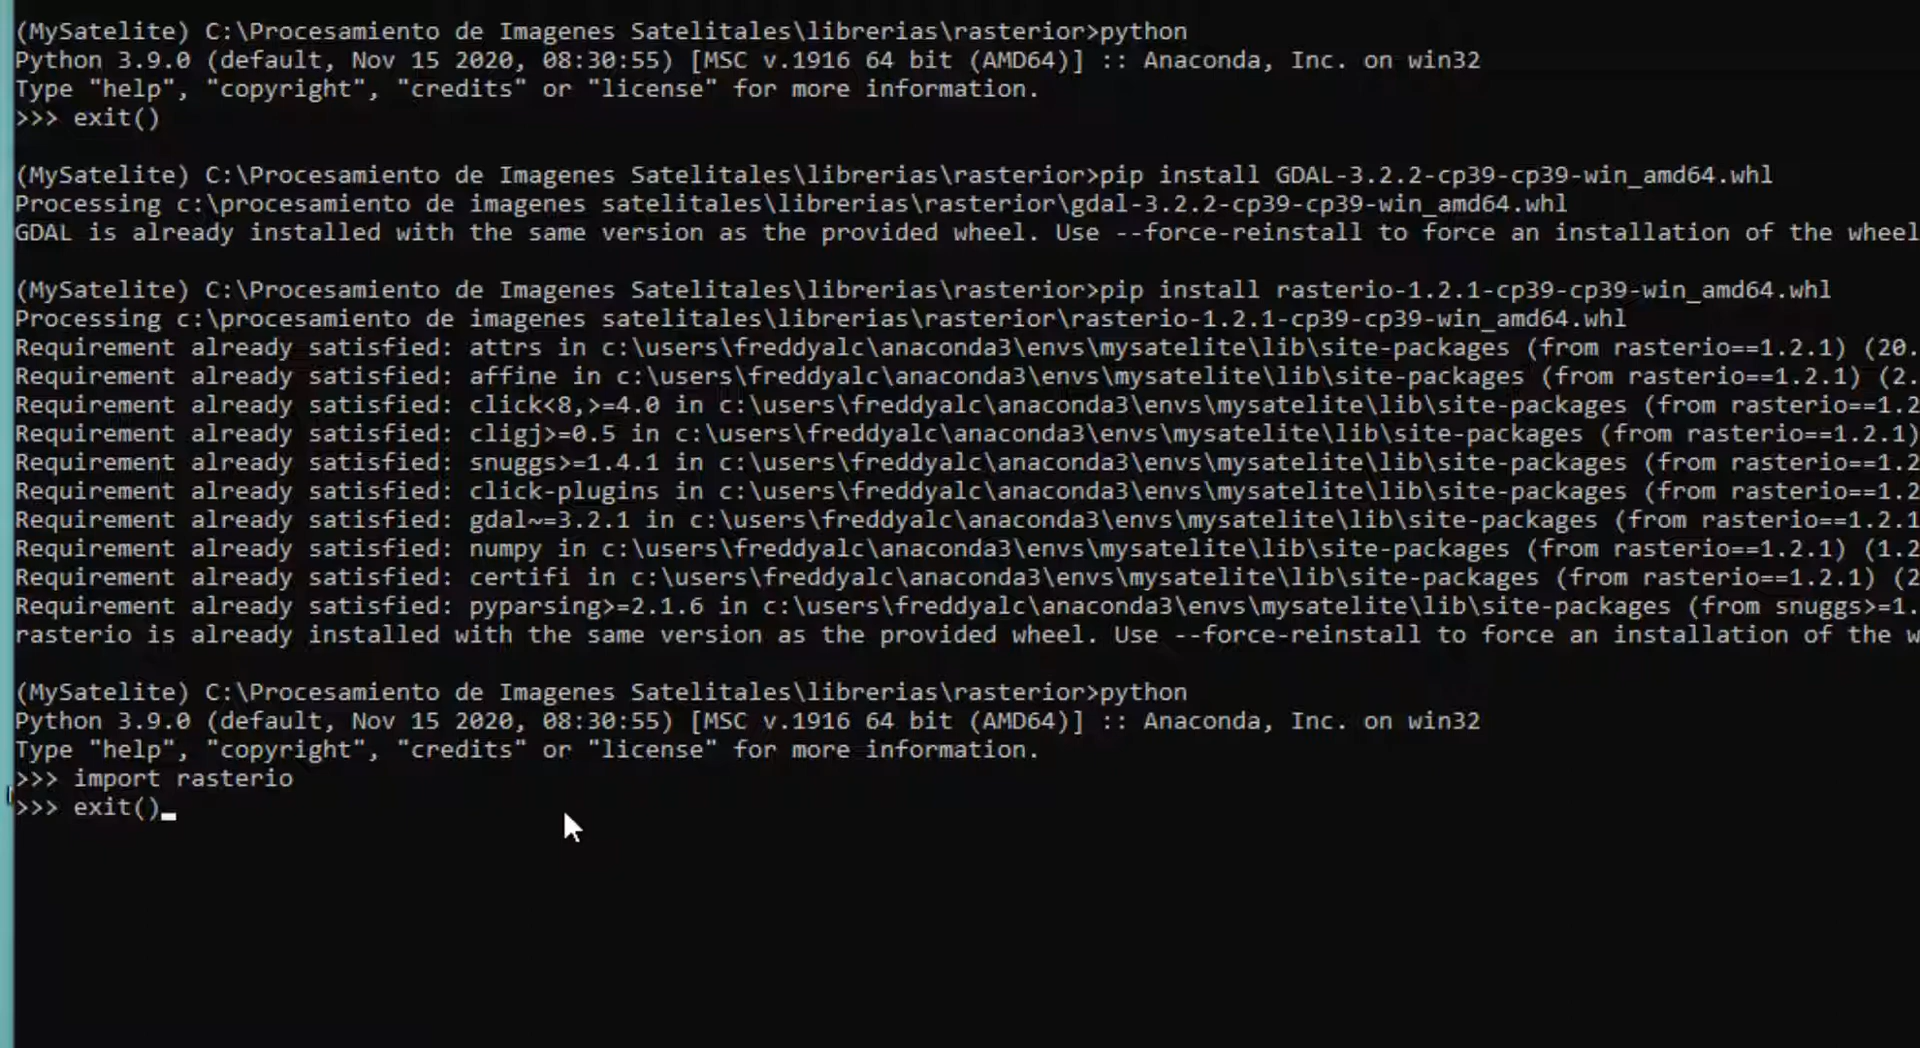 (MySatelite) C:\Procesamiento de Imagenes Satelitales\librerias\rasterior>python
Python 3.9.0 (default, Nov 15 2020, 08:30:55) [MSC v.1916 64 bit (AMD64)] :: Anaconda, Inc. on win32
Type "help", "copyright", "credits" or "license" for more information.
>>> exit()
(MySatelite) C:\Procesamiento de Imagenes Satelitales\librerias\rasterior>pip install GDAL-3.2.2-cp39-cp39-win_amd64.whl
Processing c:\procesamiento de imagenes satelitales\librerias\rasterior\gdal-3.2.2-cp39-cp39-win_amd64.whl
GDAL is already installed with the same version as the provided wheel. Use --force-reinstall to force an installation of the wheel
(MySatelite) C:\Procesamiento de Imagenes Satelitales\librerias\rasterior>pip install rasterio-1.2.1-cp39-cp39-win_amd64.whl
Processing c:\procesamiento de imagenes satelitales\librerias\rasterior\rasterio-1.2.1-cp39-cp39-win_amd64.whl
Requirement already satisfied: attrs in c:\users\freddyalc\anaconda3\envs\mysatelite\lib\site-packages (from rasterio==1.2.1) (20.
Requirement already satisfied: affine in c:\users\freddyalc\anaconda3\envs\mysatelite\lib\site-packages (from rasterio==1.2.1) (2.
Requirement already satisfied: click<8,>=4.0 in c:\users\freddyalc\anaconda3\envs\mysatelite\lib\site-packages (from rasterio==1.2
Requirement already satisfied: cligj>=0.5 in c:\users\freddyalc\anaconda3\envs\mysatelite\lib\site-packages (from rasterio==1.2.1)
Requirement already satisfied: snuggs>=1.4.1 in c:\users\freddyalc\anaconda3\envs\mysatelite\lib\site-packages (from rasterio==1.2
Requirement already satisfied: click-plugins in c:\users\freddyalc\anaconda3\envs\mysatelite\lib\site-packages (from rasterio==1.2
Requirement already satisfied: gdal~=3.2.1 in c:\users\freddyalc\anaconda3\envs\mysatelite\lib\site-packages (from rasterio==1.2.1
Requirement already satisfied: numpy in c:\users\freddyalc\anaconda3\envs\mysatelite\lib\site-packages (from rasterio==1.2.1) (1.2
Requirement already satisfied: certifi in c:\users\freddyalc\anaconda3\envs\mysatelite\lib\site-packages (from rasterio==1.2.1) (2
Requirement already satisfied: pyparsing>=2.1.6 in c:\users\freddyalc\anaconda3\envs\mysatelite\lib\site-packages (from snuggs>=1.
rasterio is already installed with the same version as the provided wheel. Use --force-reinstall to force an installation of the w
(MySatelite) C:\Procesamiento de Imagenes Satelitales\librerias\rasterior>python
Python 3.9.0 (default, Nov 15 2020, 08:30:55) [MSC v.1916 64 bit (AMD64)] :: Anaconda, Inc. on win32
Type "help", "copyright", "credits" or "license" for more information.
>>> import rasterio
>>> exit()